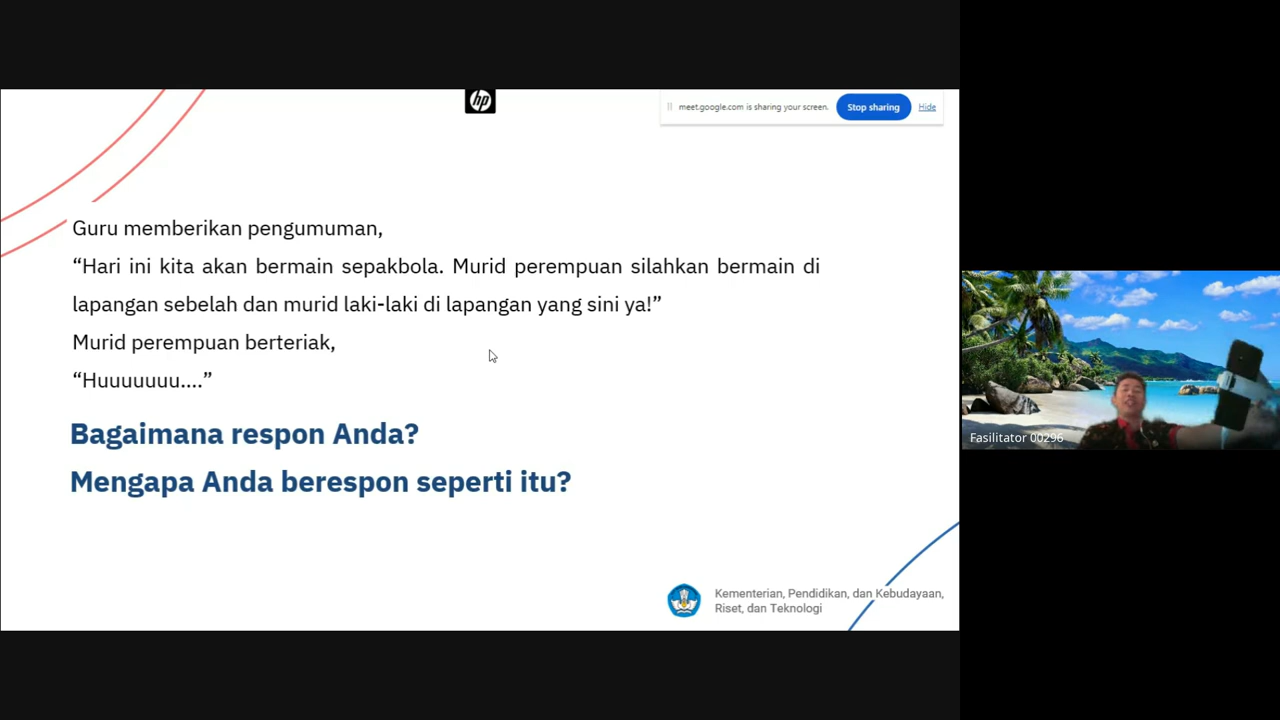 hp
meet.google.com is sharing your screen. Stop sharing Hide
Guru memberikan pengumuman,
“Hari ini kita akan bermain sepakbola. Murid perempuan silahkan bermain di
lapangan sebelah dan murid laki-laki di lapangan yang sini ya!”
Murid perempuan berteriak,
“Huuuuuuu....”
Bagaimana respon Anda?
Mengapa Anda berespon seperti itu?
Kementerian, Pendidikan, dan Kebudayaan,
Riset, dan Teknologi
Fasilitator 00296